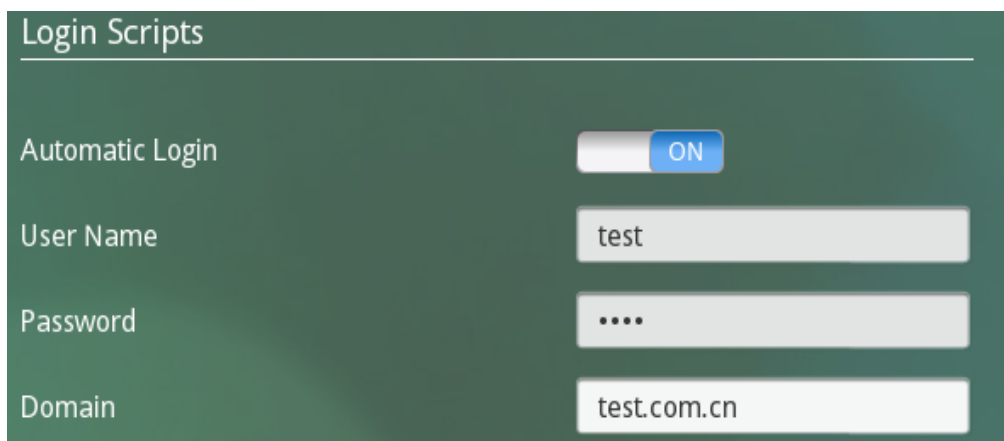 Login Scripts
Automatic Login ON
User Name test
Password ••••
Domain test.com.cn